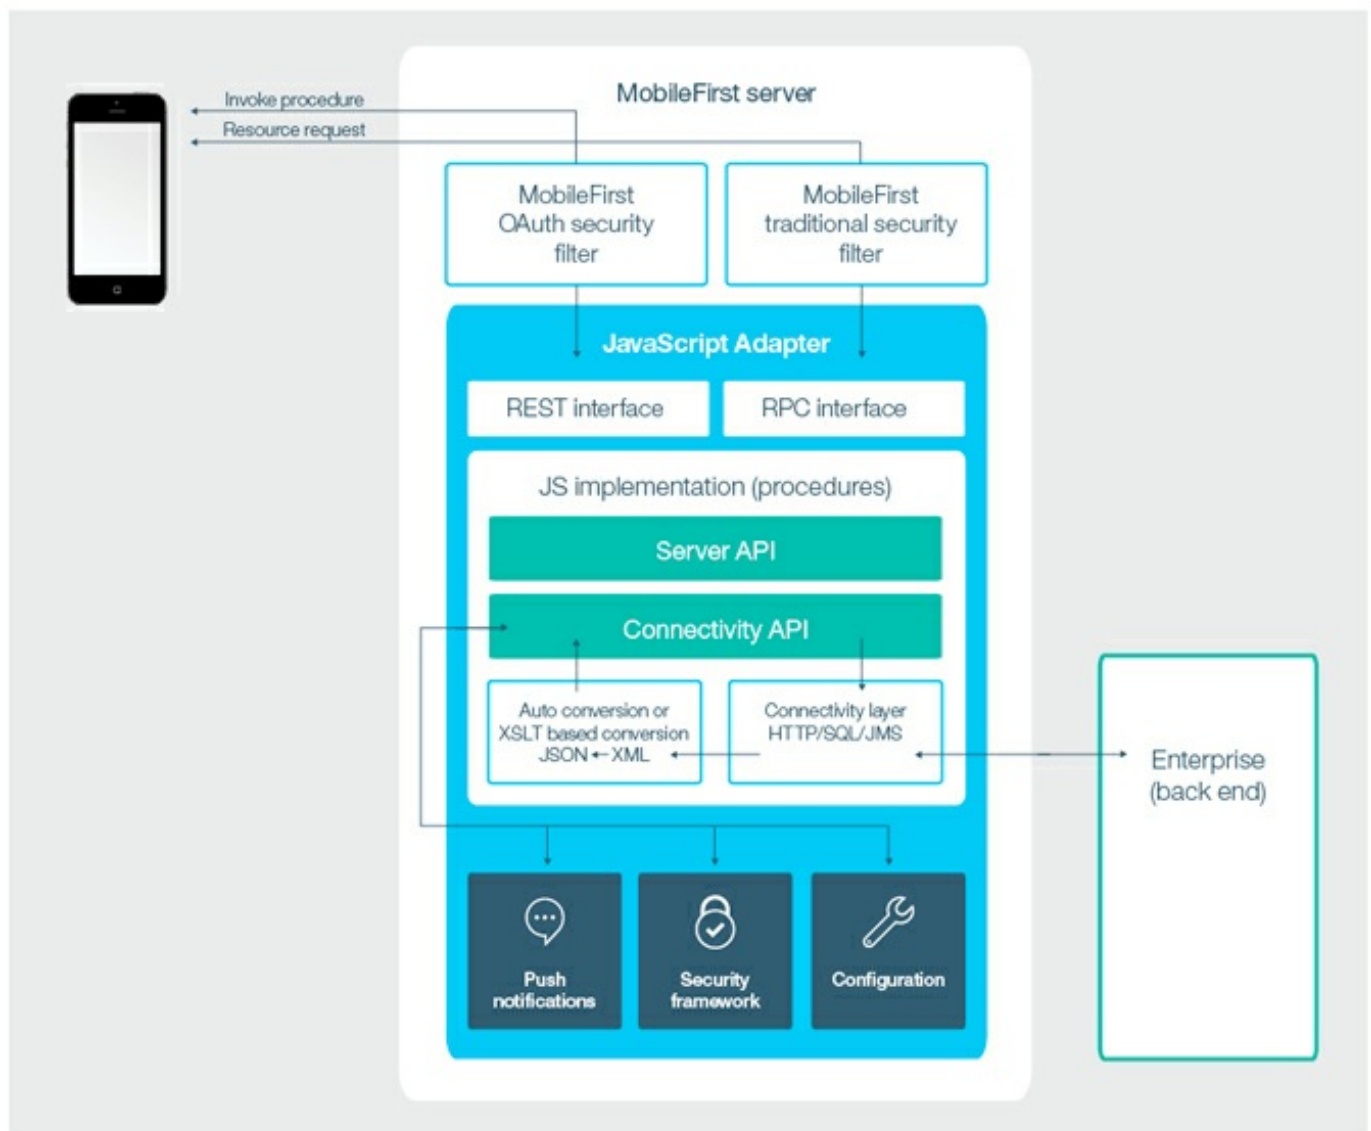 MobileFirst server
Invoke procedure
Resource request
MobileFirst
OAuth security
filter
MobileFirst
traditional security
filter
JavaScript Adapter
REST interface
RPC interface
JS implementation (procedures)
Server API
Connectivity API
Auto conversion or
XSLT based conversion
JSON ← XML
Connectivity layer
HTTP/SQL/JMS
Enterprise
(back end)
Push
notifications
Security
framework
Configuration